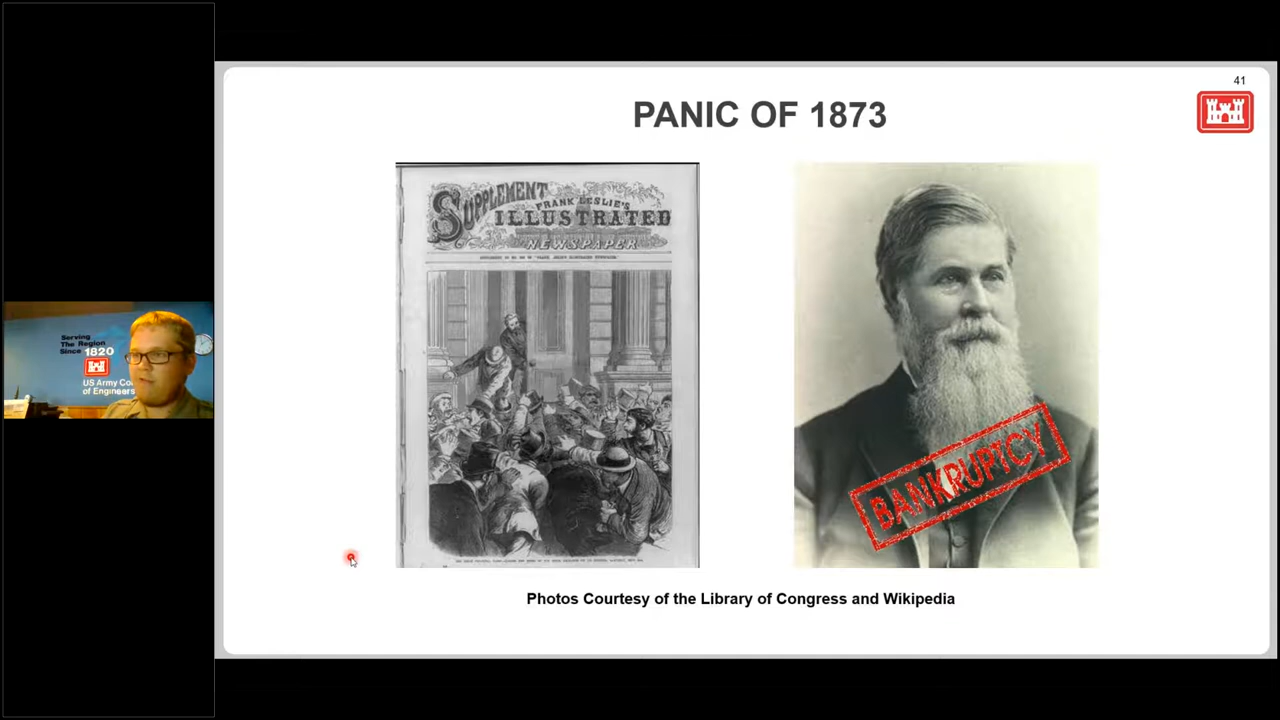 41
PANIC OF 1873
SUPPLEMENT
FRANK LESLIE'S
ILLUSTRATED
NEWSPAPER
BANKRUPTCY
Serving
The Region
Since 1820
US Army Co
of Engineers
Photos Courtesy of the Library of Congress and Wikipedia